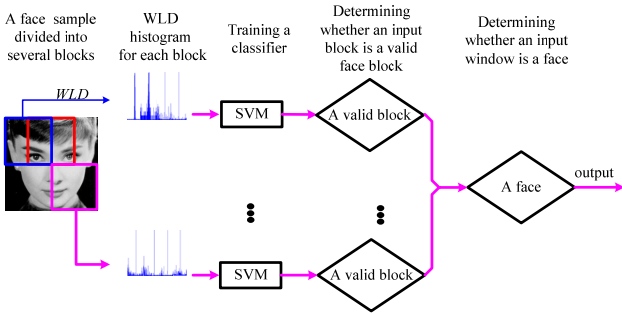 A face sample
divided into
several blocks
WLD
histogram
for each block
Training a
classifier
Determining
whether an input
block is a valid
face block
Determining
whether an input
window is a face
WLD
SVM
A valid block
A face
output
SVM
A valid block